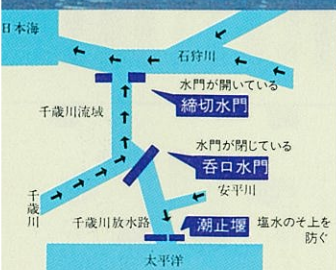 日本海
石狩川
水門が開いている
締切水門
千歳川流域
水門が閉じている
呑口水門
安平川
千歳川
千歳川放水路
潮止堰
塩水のそ上を
防ぐ
太平洋